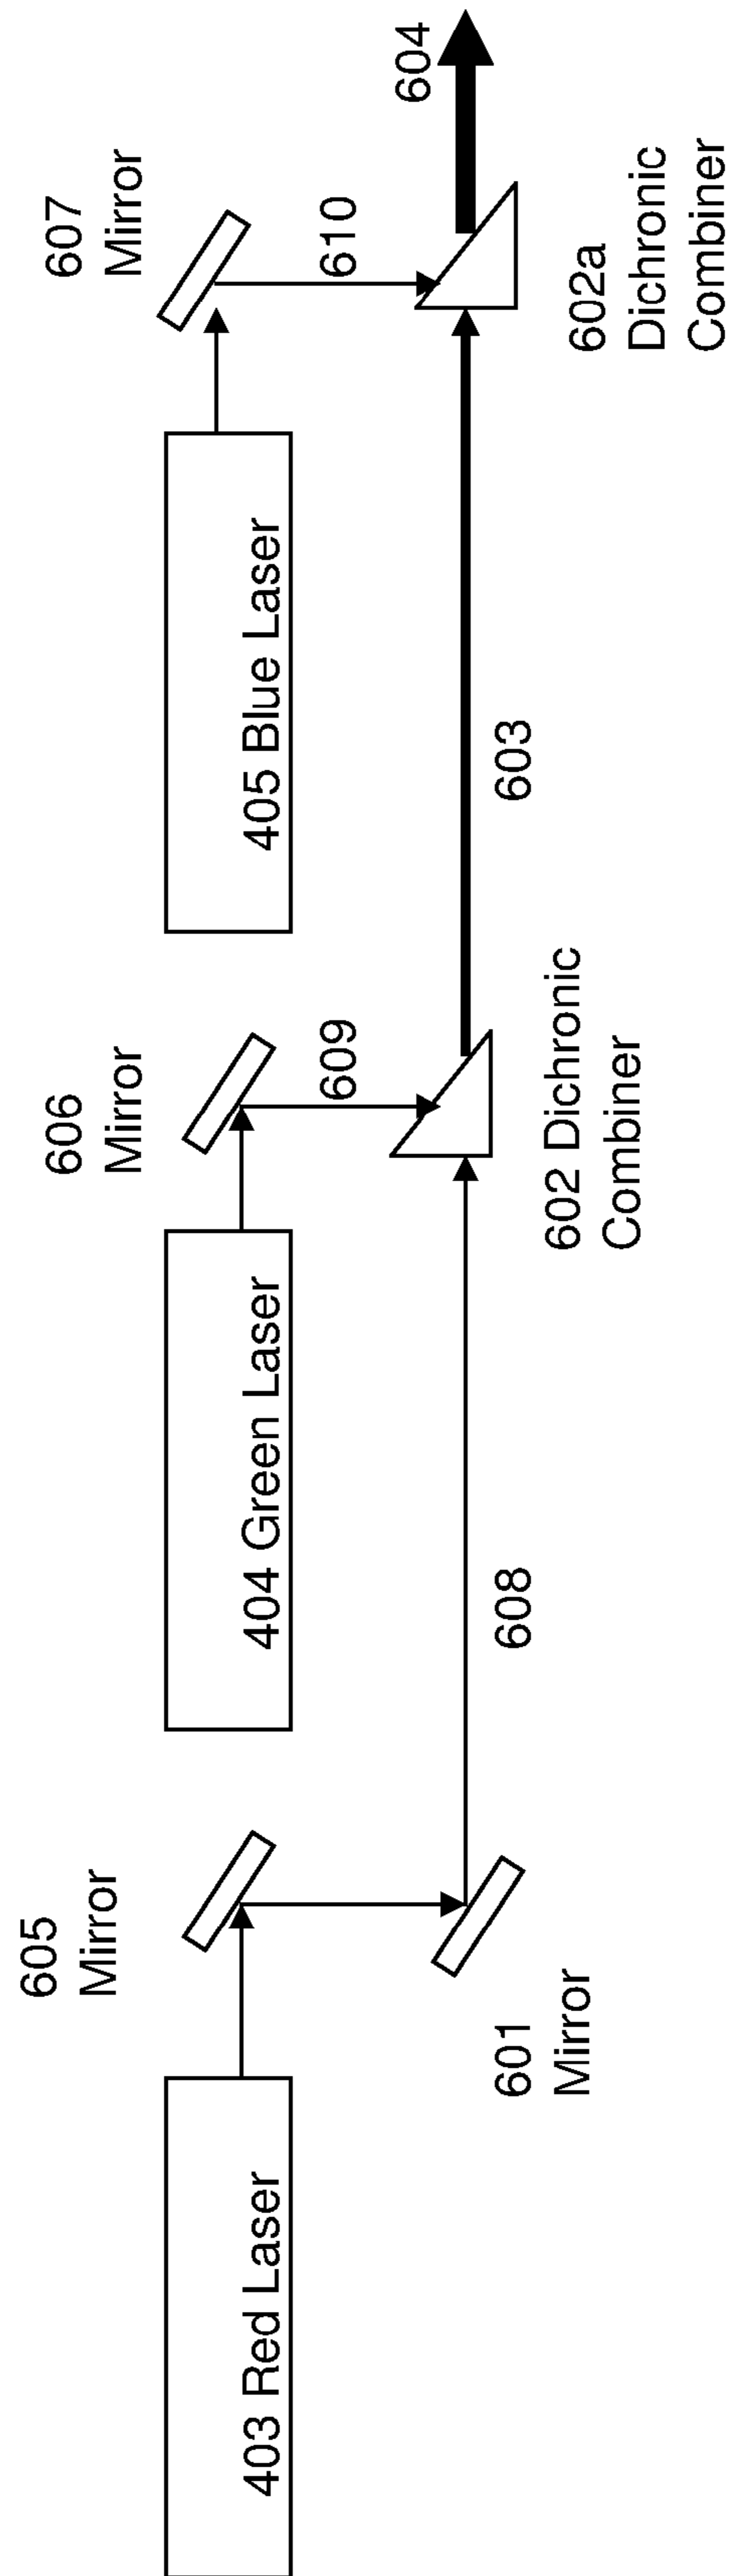 605
Mirror
606
Mirror
607
Mirror
403 Red Laser
404 Green Laser
405 Blue Laser
609
610
604
601
Mirror
608
602 Dichronic
Combiner
603
602a
Dichronic
Combiner